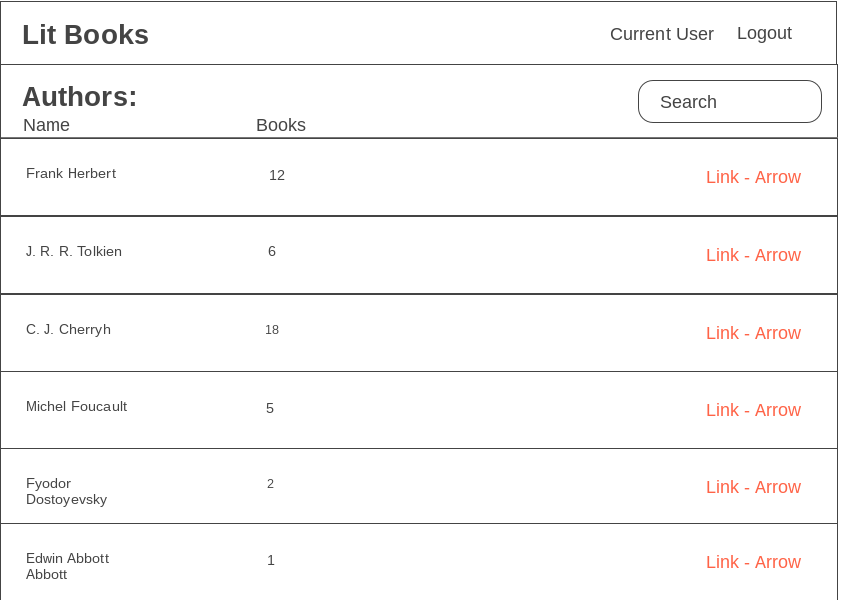 Lit Books
Current User Logout
Authors:
Search
Name Books
Frank Herbert 12 Link - Arrow
J. R. R. Tolkien 6 Link - Arrow
C. J. Cherryh 18 Link - Arrow
Michel Foucault 5 Link - Arrow
Fyodor
Dostoyevsky
2
Link - Arrow
Edwin Abbott
Abbott
1
Link - Arrow